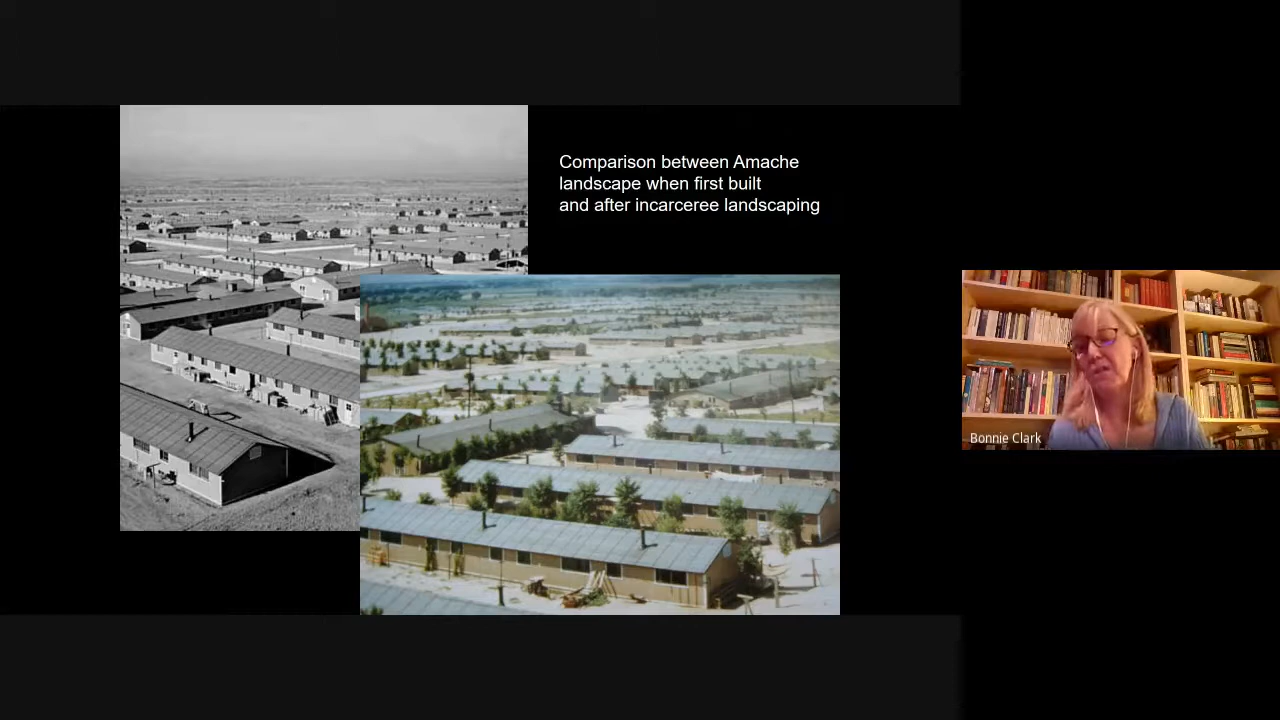 Comparison between Amache
landscape when first built
and after incarceree landscaping
Bonnie Clark